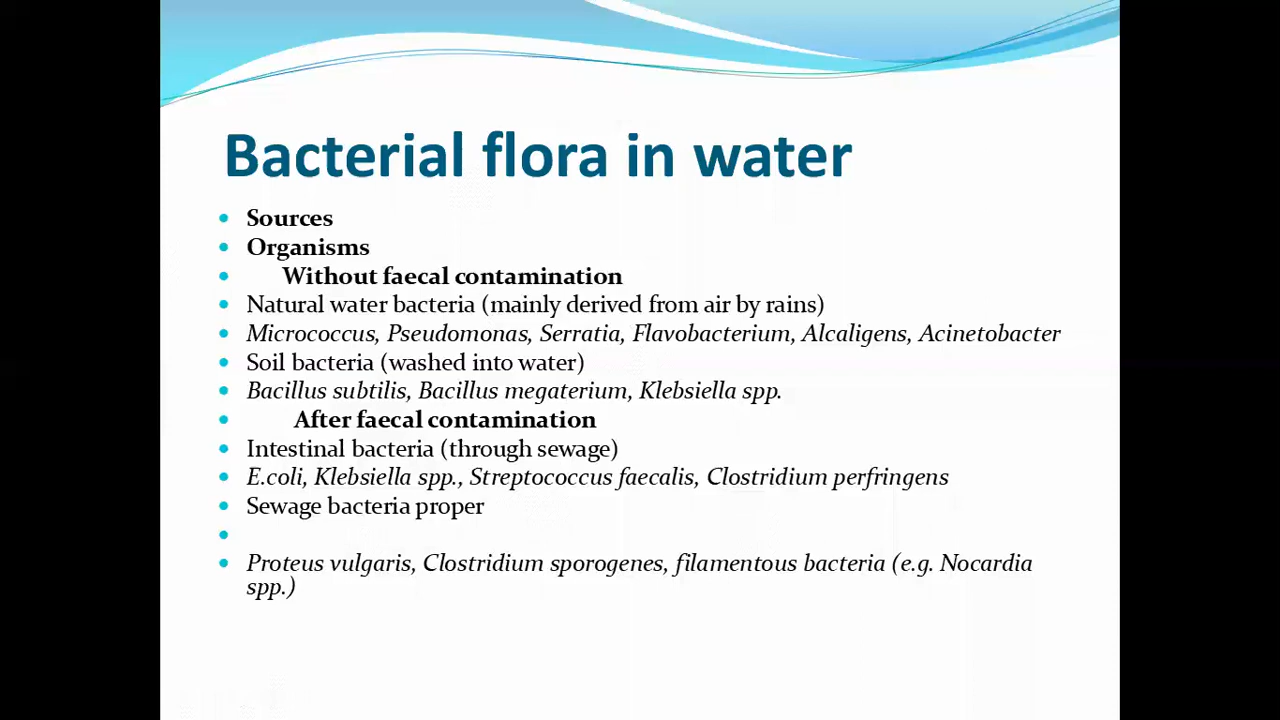 Bacterial flora in water
Sources
Organisms
Without faecal contamination
Natural water bacteria (mainly derived from air by rains)
Micrococcus, Pseudomonas, Serratia, Flavobacterium, Alcaligens, Acinetobacter
Soil bacteria (washed into water)
Bacillus subtilis, Bacillus megaterium, Klebsiella spp.
After faecal contamination
Intestinal bacteria (through sewage)
E.coli, Klebsiella spp., Streptococcus faecalis, Clostridium perfringens
Sewage bacteria proper
Proteus vulgaris, Clostridium sporogenes, filamentous bacteria (e.g. Nocardia
spp.)